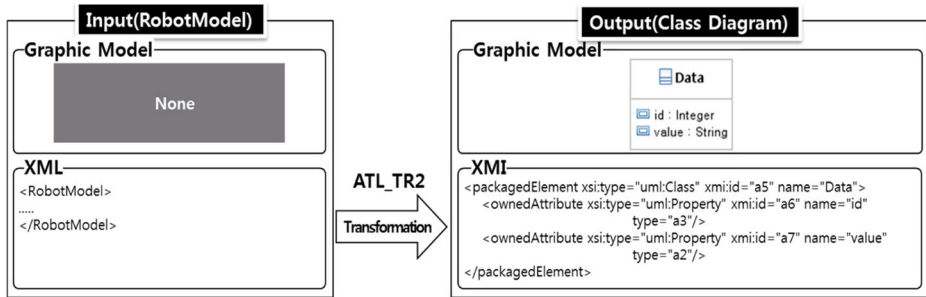 Input(RobotModel)
Graphic Model
None
XML
<RobotModel>
.....
</RobotModel>
ATL_TR2
Transformation
Output(Class Diagram)
Graphic Model
Data
id : Integer
value : String
XMI
<packagedElement xsi:type="uml:Class" xmi:id="a5" name="Data">
<ownedAttribute xsi:type="uml:Property" xmi:id="a6" name="id"
type="a3"/>
<ownedAttribute xsi:type="uml:Property" xmi:id="a7" name="value"
type="a2"/>
</packagedElement>